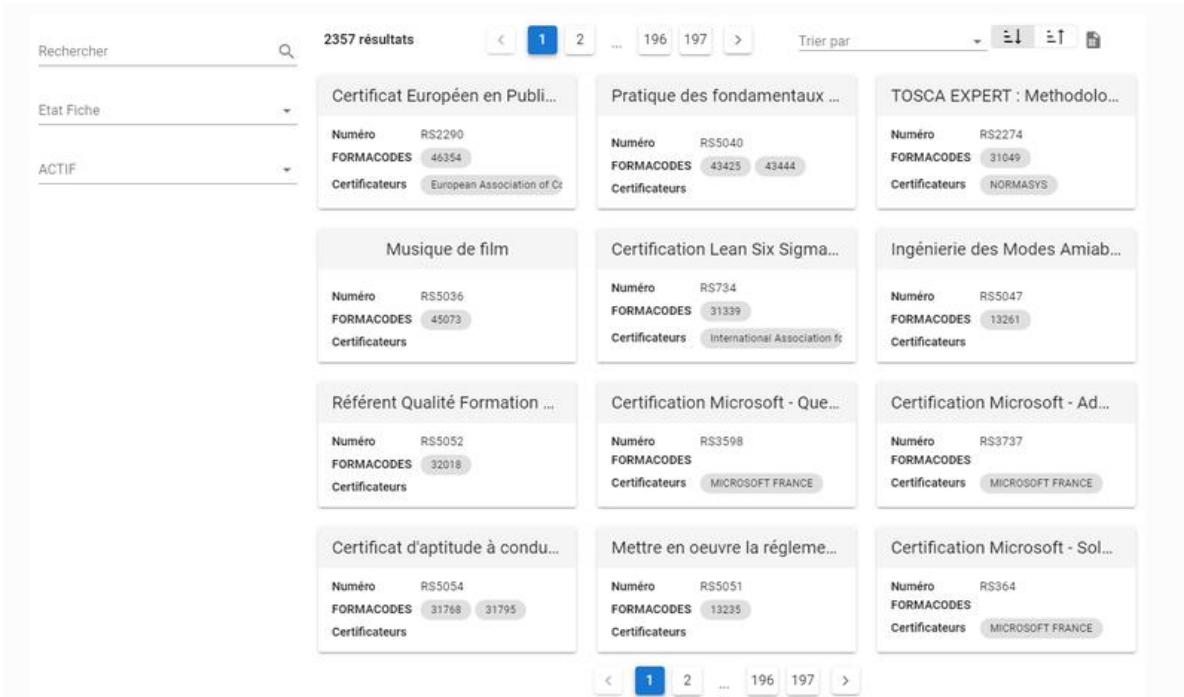 Rechercher
Etat Fiche
ACTIF
2357 résultats
< 1 2 ... 196 197 >
Trier par
Certificat Européen en Publi...
Numéro RS2290
FORMACODES 46354
Certificateurs European Association of Co
Pratique des fondamentaux ...
Numéro RS5040
FORMACODES 43425 43444
Certificateurs
TOSCA EXPERT : Methodolo...
Numéro RS2274
FORMACODES 31049
Certificateurs NORMASYS
Musique de film
Numéro RS5036
FORMACODES 45073
Certificateurs
Certification Lean Six Sigma...
Numéro RS734
FORMACODES 31339
Certificateurs International Association fo
Ingénierie des Modes Amiab...
Numéro RS5047
FORMACODES 13261
Certificateurs
Référent Qualité Formation ...
Numéro RS5052
FORMACODES 32018
Certificateurs
Certification Microsoft - Que...
Numéro RS3598
FORMACODES
Certificateurs MICROSOFT FRANCE
Certification Microsoft - Ad...
Numéro RS3737
FORMACODES
Certificateurs MICROSOFT FRANCE
Certificat d'aptitude à condu...
Numéro RS5054
FORMACODES 31768 31795
Certificateurs
Mettre en oeuvre la régleme...
Numéro RS5051
FORMACODES 13235
Certificateurs
Certification Microsoft - Sol...
Numéro RS364
FORMACODES
Certificateurs MICROSOFT FRANCE
< 1 2 ... 196 197 >